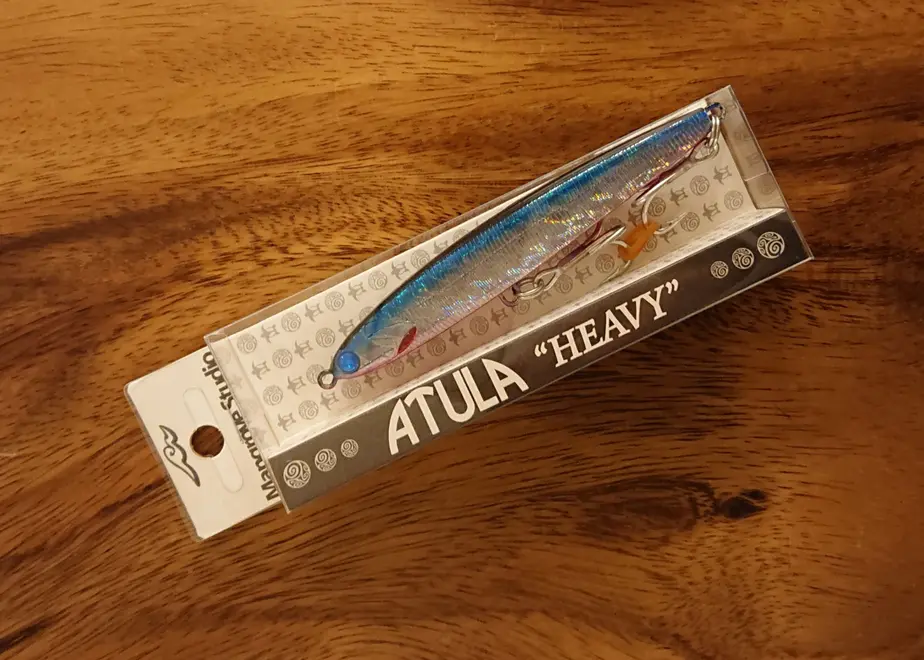 Mangrove Studio
ATULA "HEAVY"